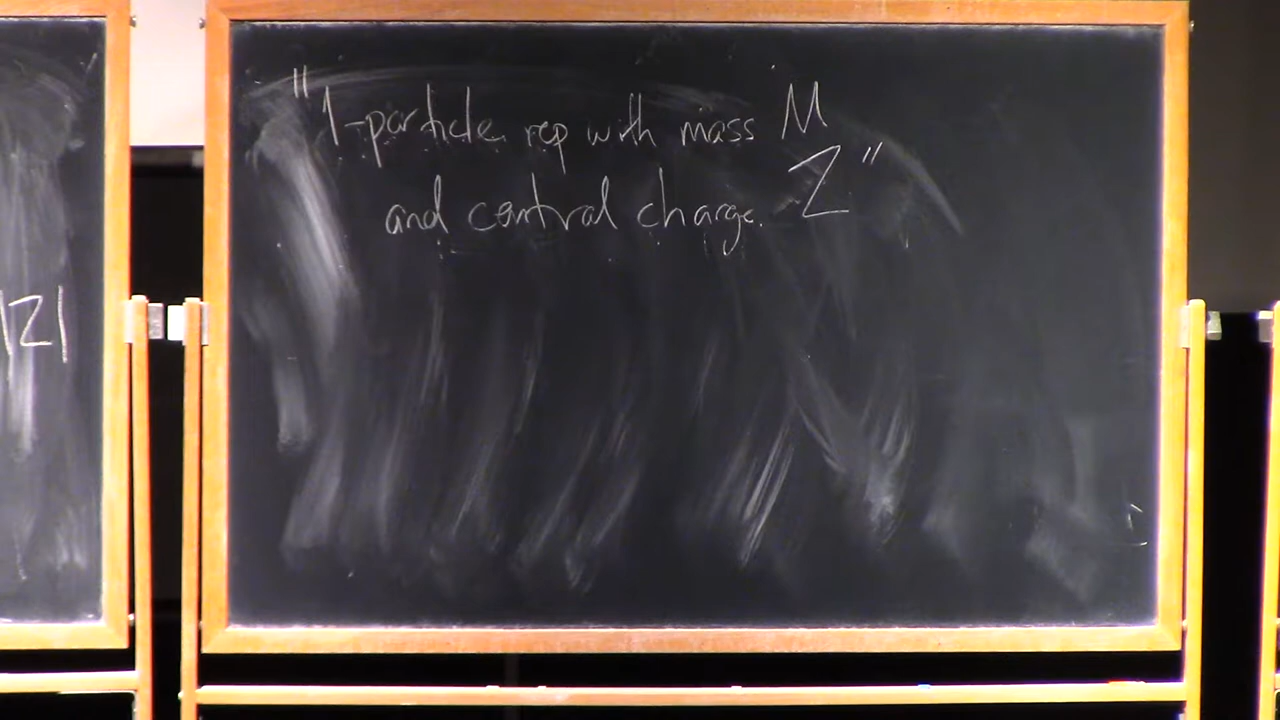 "1-particle rep with mass M
and central charge Z"
|Z|